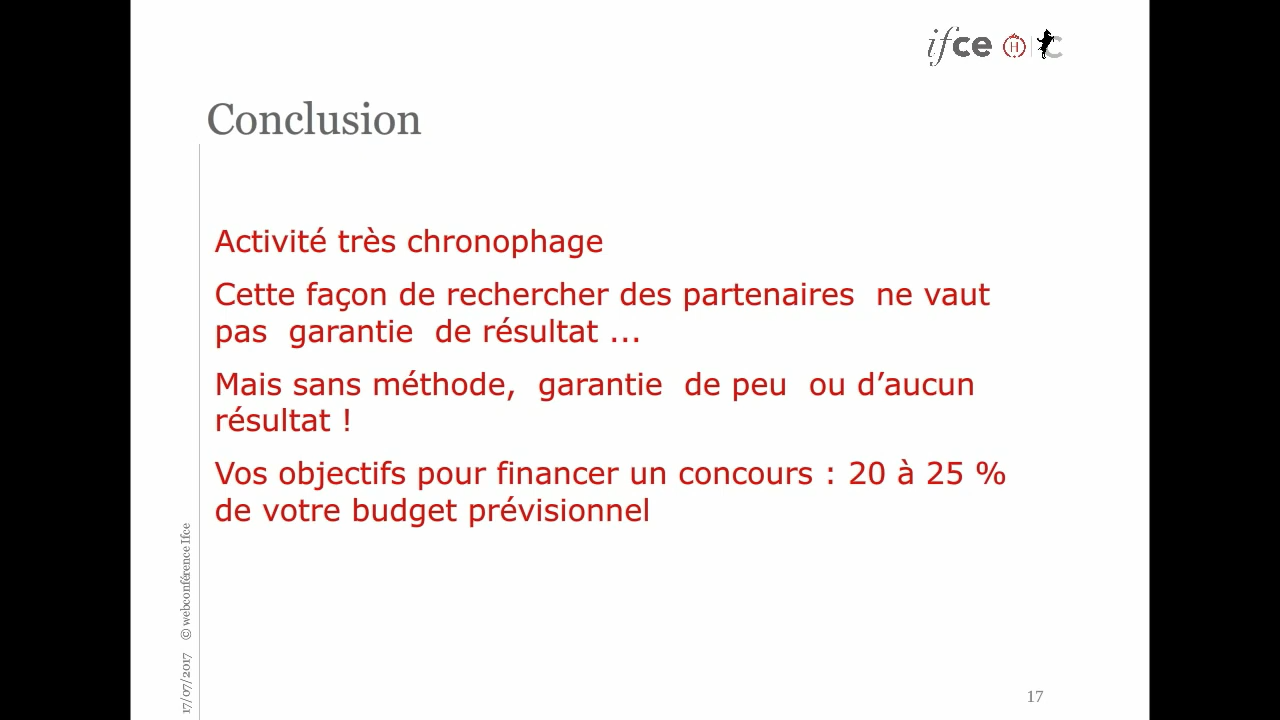 ifce
Conclusion
Activité très chronophage
Cette façon de rechercher des partenaires ne vaut
pas garantie de résultat ...
Mais sans méthode, garantie de peu ou d’aucun
résultat !
Vos objectifs pour financer un concours : 20 à 25 %
de votre budget prévisionnel
17/07/2017 © webconférence Ifce
17